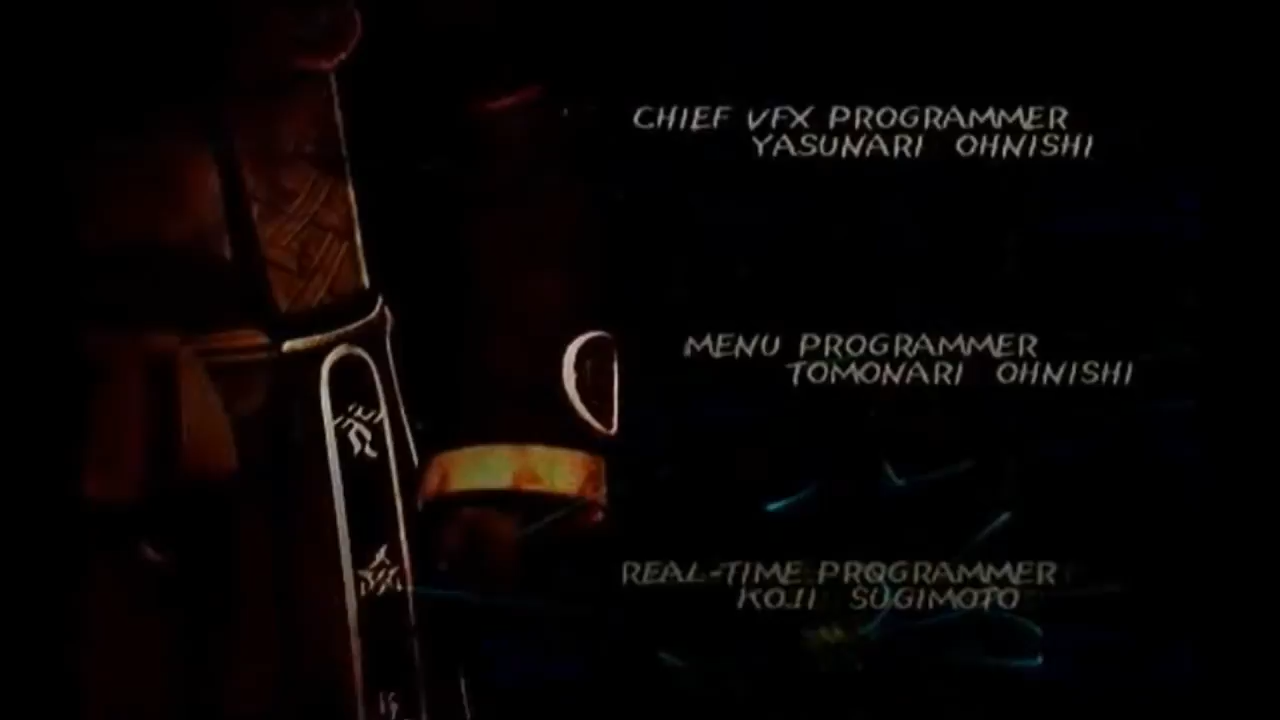 CHIEF VFX PROGRAMMER
YASUNARI OHNISHI
MENU PROGRAMMER
TOMONARI OHNISHI
REAL-TIME PROGRAMMER
KOJI SUGIMOTO